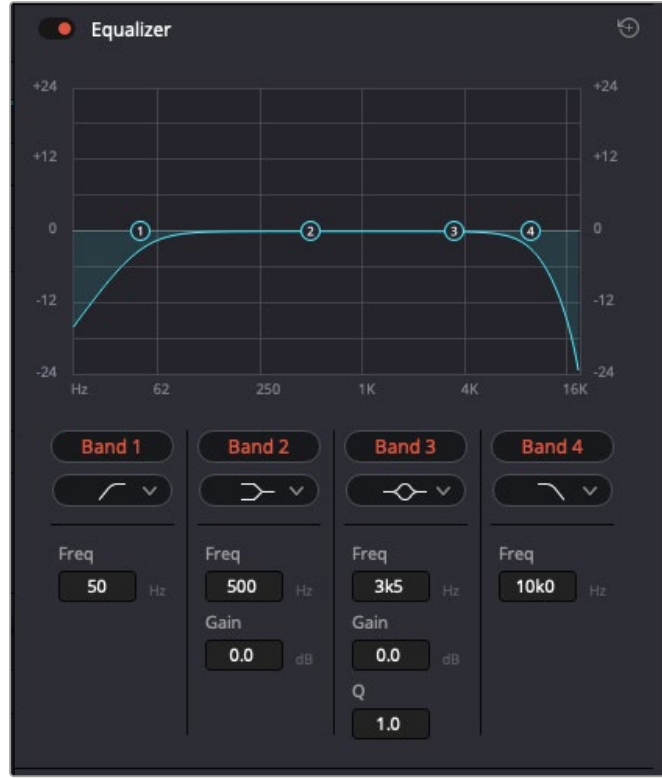 Equalizer
+24 +24
+12 +12
1 2 3 4
0 0
-12 -12
-24 -24
Hz 62 250 1K 4K 16K
Band 1 Band 2 Band 3 Band 4
Freq Freq Freq Freq
50 Hz 500 Hz 3k5 Hz 10k0 Hz
Gain Gain
0.0 dB 0.0 dB
Q
1.0